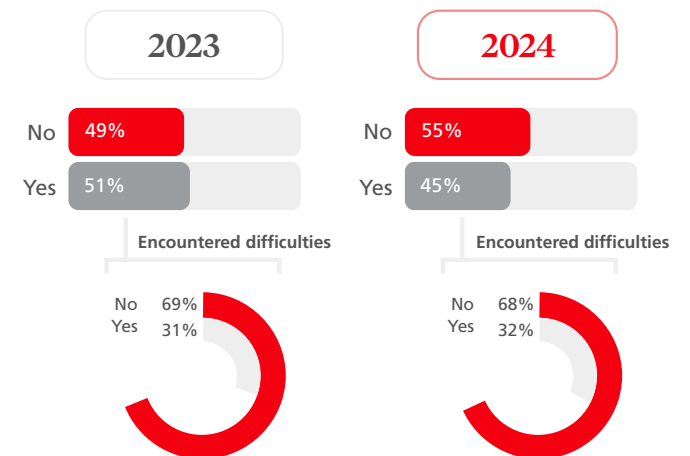 2023
No 49%
Yes 51%
Encountered difficulties
No 69%
Yes 31%
2024
No 55%
Yes 45%
Encountered difficulties
No 68%
Yes 32%